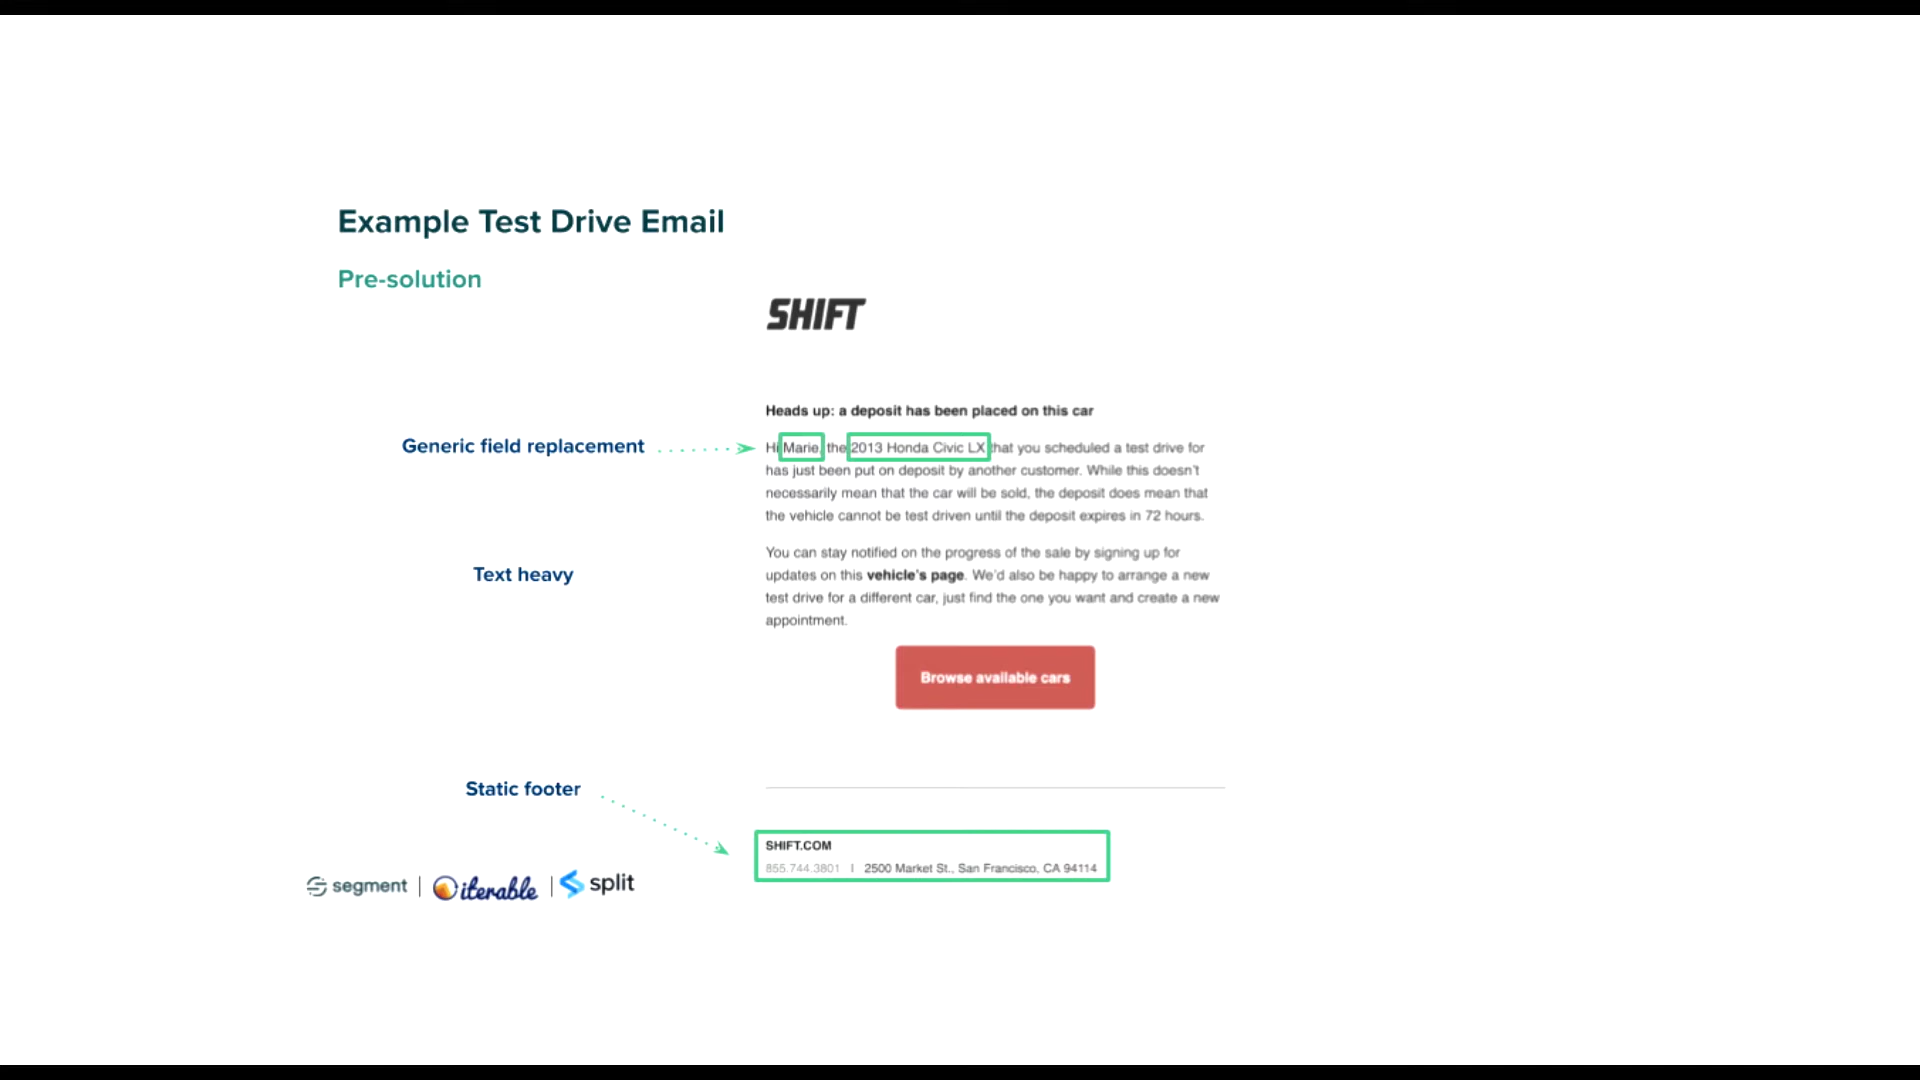 Example Test Drive Email
Pre-solution
SHIFT
Heads up: a deposit has been placed on this car
Generic field replacement
Hi Marie, the 2013 Honda Civic LX that you scheduled a test drive for
has just been put on deposit by another customer. While this doesn't
necessarily mean that the car will be sold, the deposit does mean that
the vehicle cannot be test driven until the deposit expires in 72 hours.
Text heavy
You can stay notified on the progress of the sale by signing up for
updates on this vehicle's page. We'd also be happy to arrange a new
test drive for a different car, just find the one you want and create a new
appointment.
Browse available cars
Static footer
SHIFT.COM
855.744.3801 | 2500 Market St., San Francisco, CA 94114
segment | iterable | split